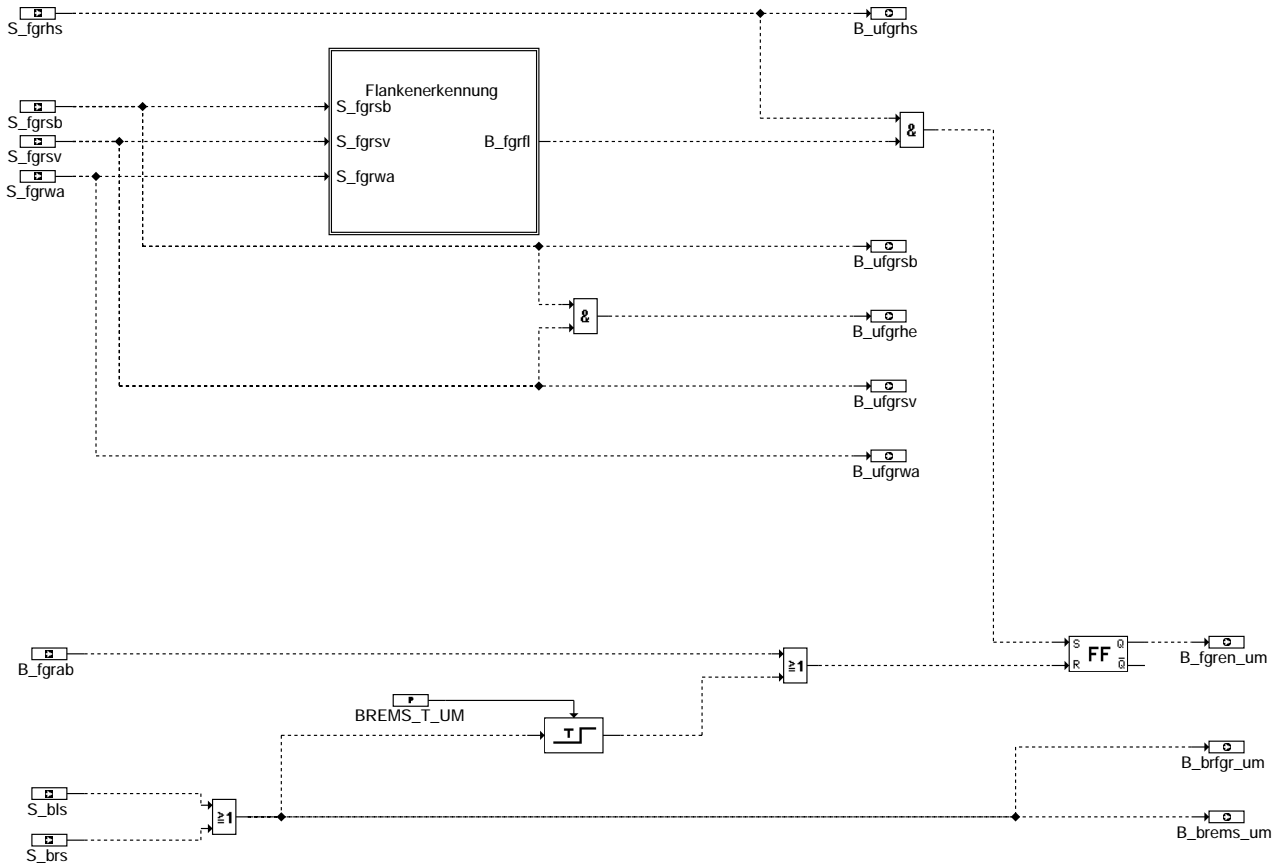 S_fgrhs
B_ufgrhs
Flankenerkennung
S_fgrsb
S_fgrsb
&
S_fgrsv
S_fgrsv
B_fgrfl
S_fgrwa
S_fgrwa
B_ufgrsb
&
B_ufgrhe
B_ufgrsv
B_ufgrwa
B_fgrab
≧1
S
Q
FF
R
Q̅
B_fgren_um
P
BREMS_T_UM
T
B_brfgr_um
S_bls
≧1
B_brems_um
S_brs